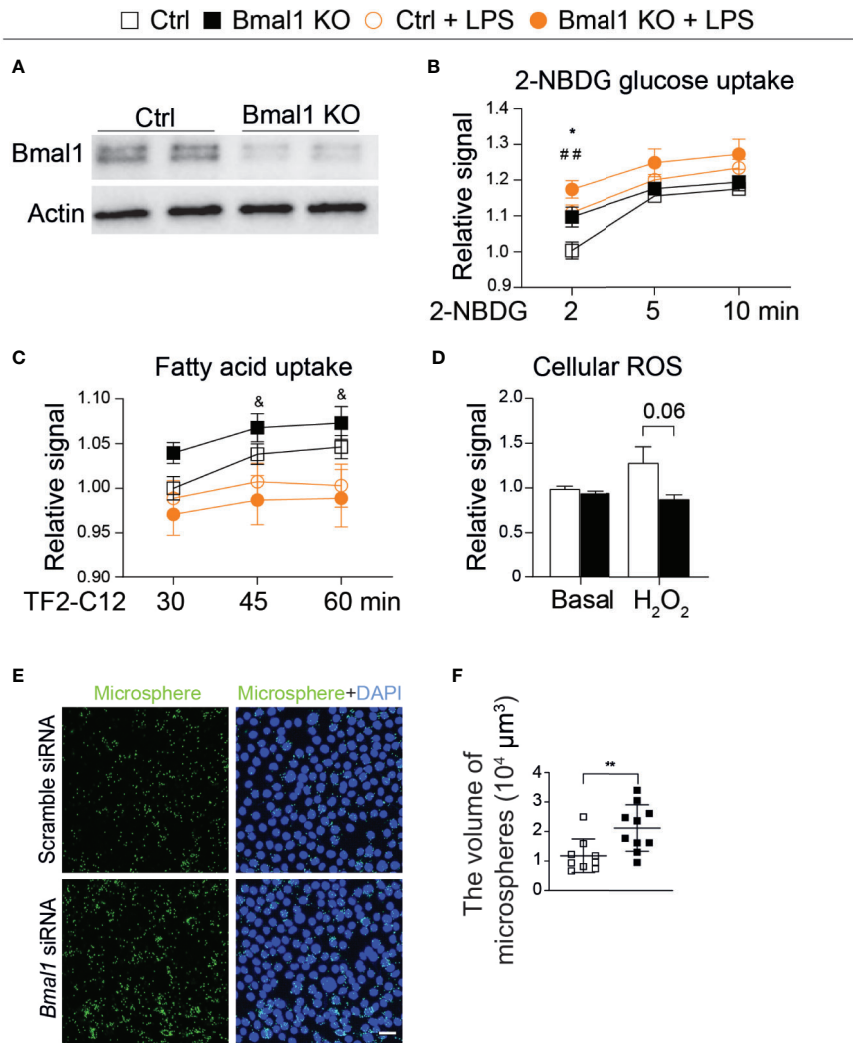 □ Ctrl ■ Bmal1 KO ○ Ctrl + LPS ● Bmal1 KO + LPS
A
Ctrl Bmal1 KO
Bmal1
Actin
B
2-NBDG glucose uptake
Relative signal
1.4
1.3
1.2
1.1
1.0
0.9
*
##
2-NBDG 2 5 10 min
C
Fatty acid uptake
Relative signal
1.10
1.05
1.00
0.95
0.90
& &
TF2-C12 30 45 60 min
D
Cellular ROS
Relative signal
2.0
1.5
1.0
0.5
0
0.06
Basal H₂O₂
E
Microsphere Microsphere+DAPI
Scramble siRNA
Bmal1 siRNA
F
The volume of
microspheres (10⁴ µm³)
4
3
2
1
0
**